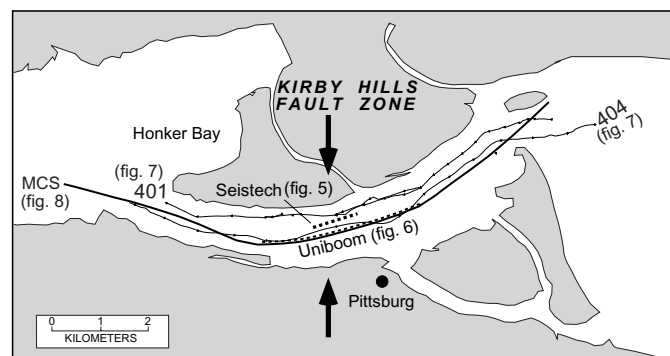 KIRBY HILLS
FAULT ZONE
Honker Bay
404
(fig. 7)
(fig. 7)
401
MCS
(fig. 8)
Seistech (fig. 5)
Uniboom (fig. 6)
Pittsburg
0 1 2
KILOMETERS